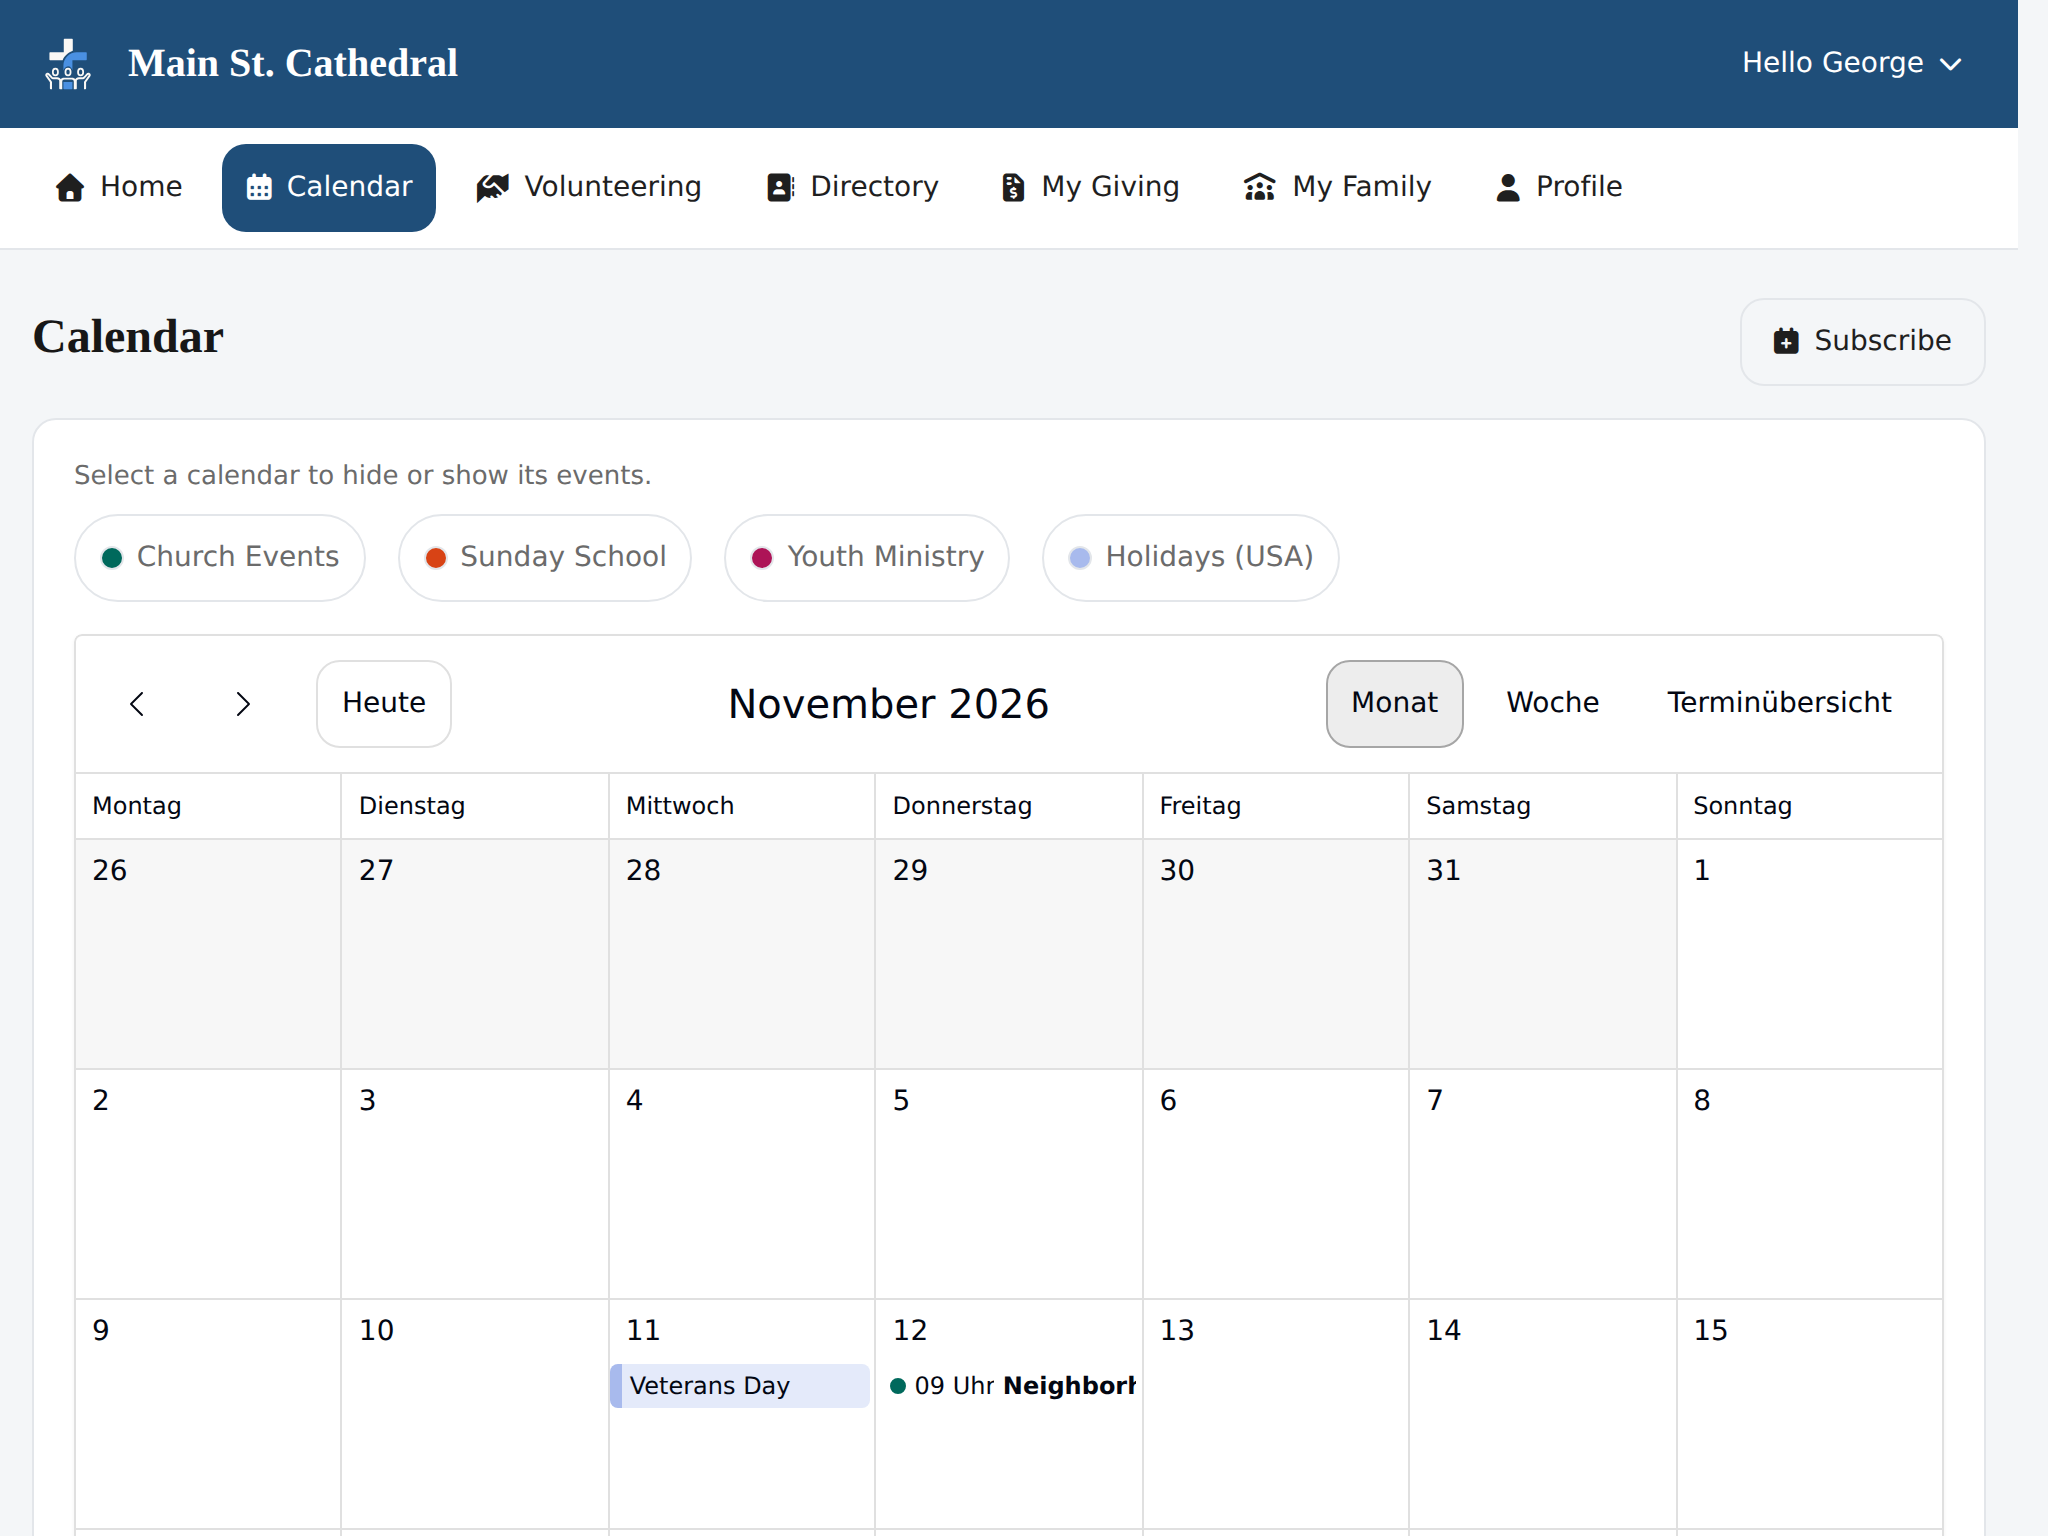 Main St. Cathedral
Hello George
Home
Calendar
Volunteering
Directory
My Giving
My Family
Profile
Calendar
Subscribe
Select a calendar to hide or show its events.
Church Events
Sunday School
Youth Ministry
Holidays (USA)
Heute
November 2026
Monat
Woche
Terminübersicht
Montag
Dienstag
Mittwoch
Donnerstag
Freitag
Samstag
Sonntag
26
27
28
29
30
31
1
2
3
4
5
6
7
8
9
10
11
12
13
14
15
Veterans Day
09 Uhr